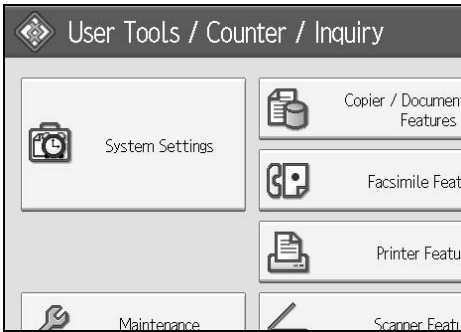 User Tools / Counter / Inquiry
System Settings
Copier / Documen
Features
Facsimile Feat
Printer Featu
Maintenance
Scanner Featu